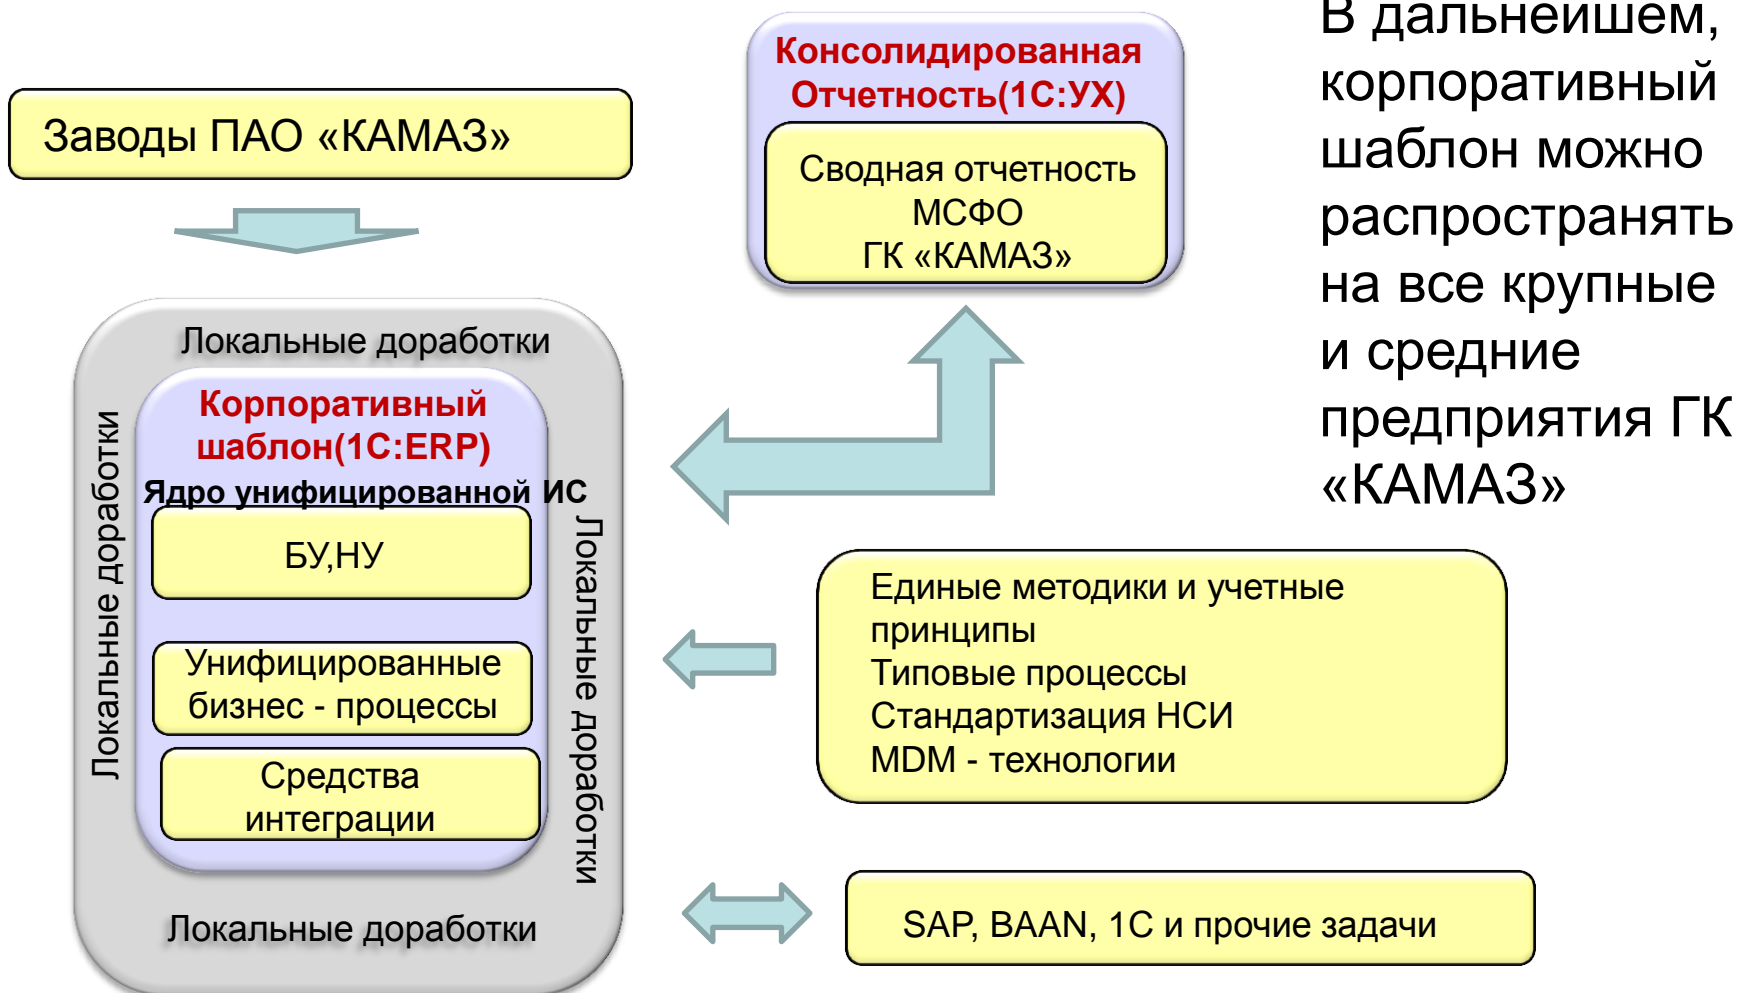 Заводы ПАО «КАМАЗ»
Консолидированная
Отчетность(1С:УХ)
Сводная отчетность
МСФО
ГК «КАМАЗ»
В дальнейшем,
корпоративный
шаблон можно
распространять
на все крупные
и средние
предприятия ГК
«КАМАЗ»
Локальные доработки
Локальные доработки
Корпоративный
шаблон(1С:ERP)
Ядро унифицированной ИС
БУ,НУ
Унифицированные
бизнес - процессы
Средства
интеграции
Локальные доработки
Локальные доработки
Единые методики и учетные
принципы
Типовые процессы
Стандартизация НСИ
MDM - технологии
SAP, BAAN, 1С и прочие задачи